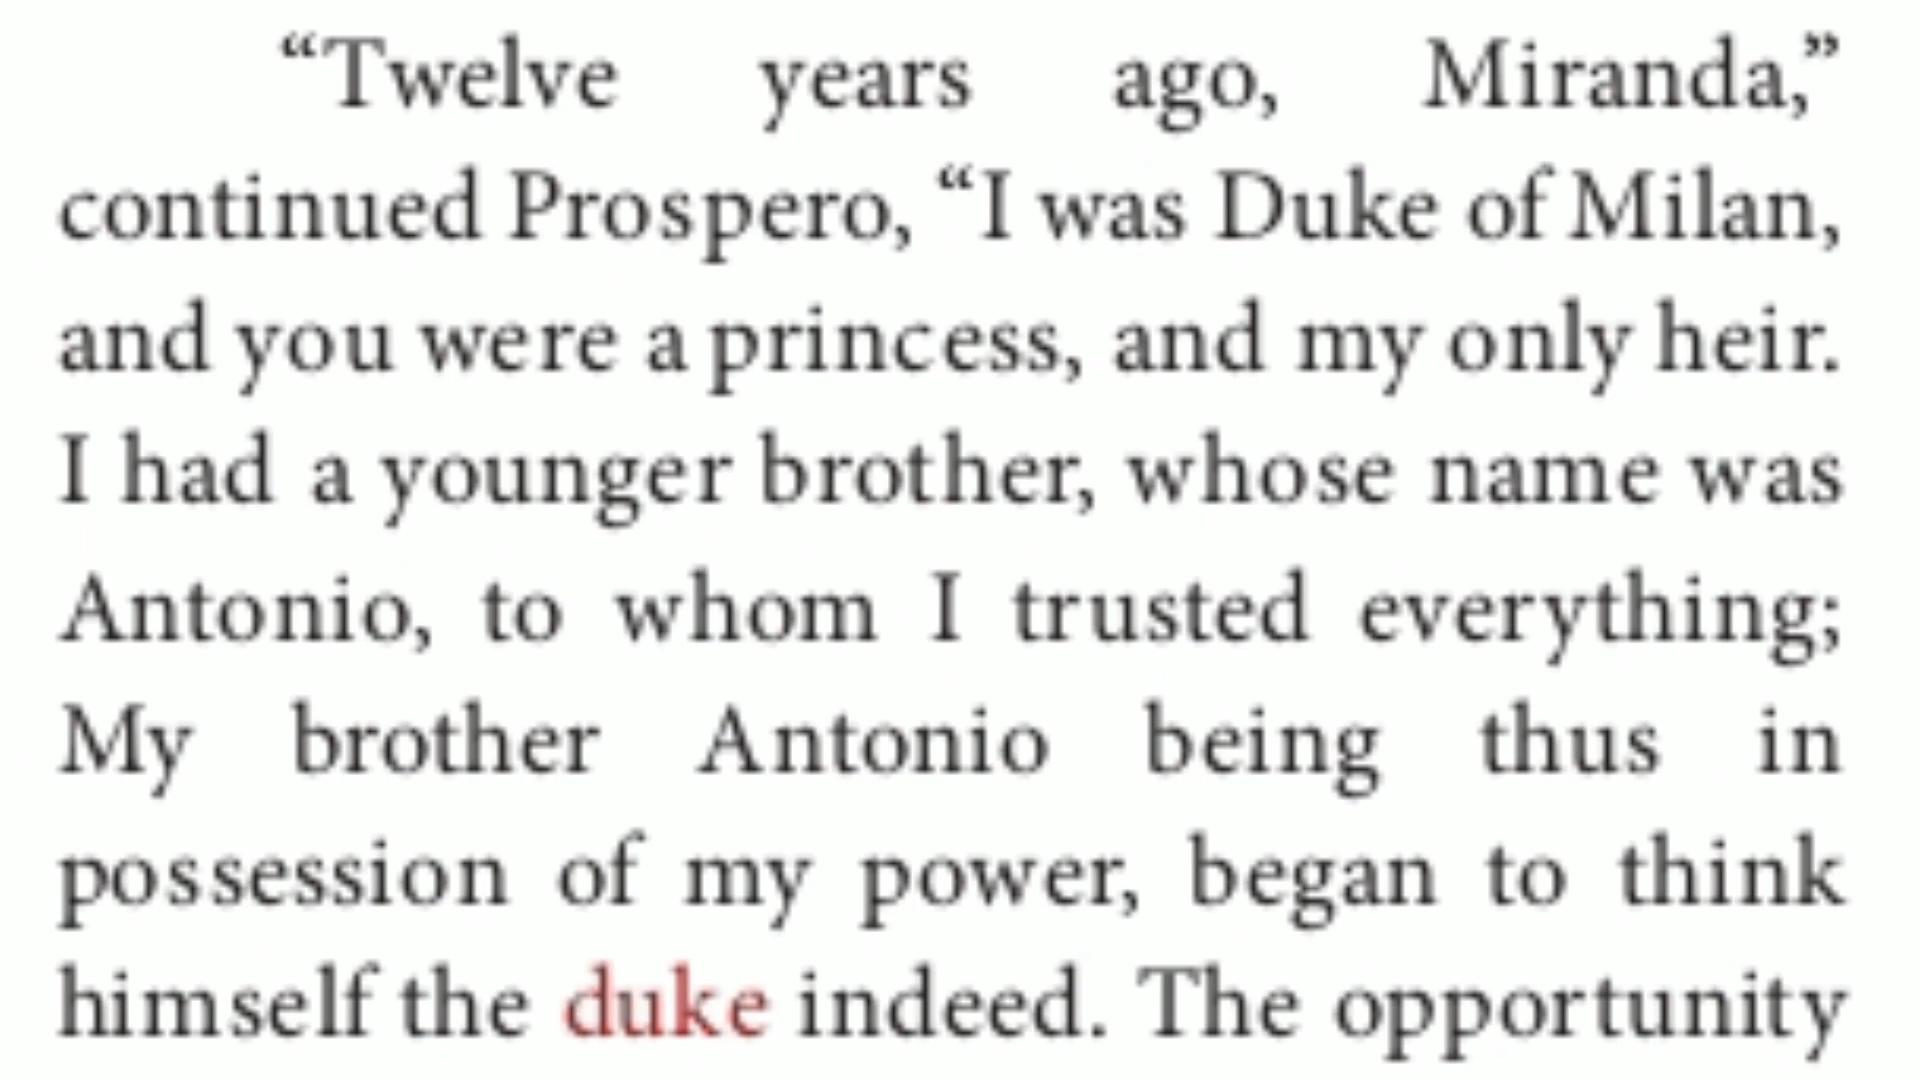 “Twelve years ago, Miranda,”
continued Prospero, “I was Duke of Milan,
and you were a princess, and my only heir.
I had a younger brother, whose name was
Antonio, to whom I trusted everything;
My brother Antonio being thus in
possession of my power, began to think
himself the duke indeed. The opportunity